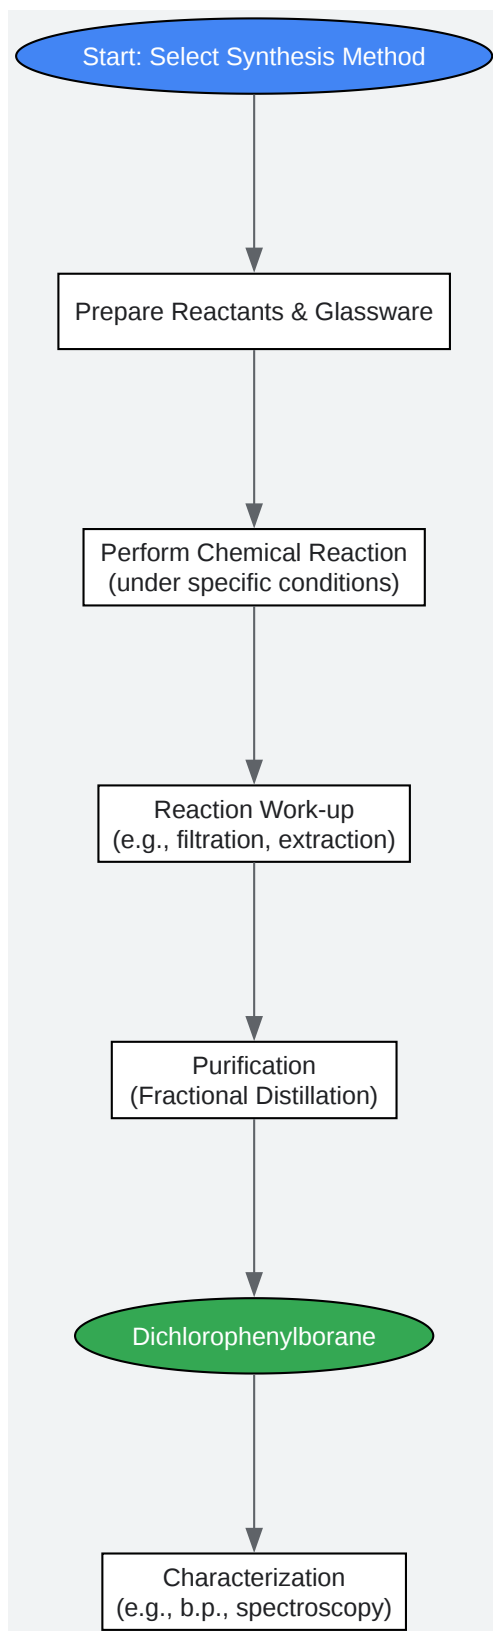 Start: Select Synthesis Method
Prepare Reactants & Glassware
Perform Chemical Reaction
(under specific conditions)
Reaction Work-up
(e.g., filtration, extraction)
Purification
(Fractional Distillation)
Dichlorophenylborane
Characterization
(e.g., b.p., spectroscopy)